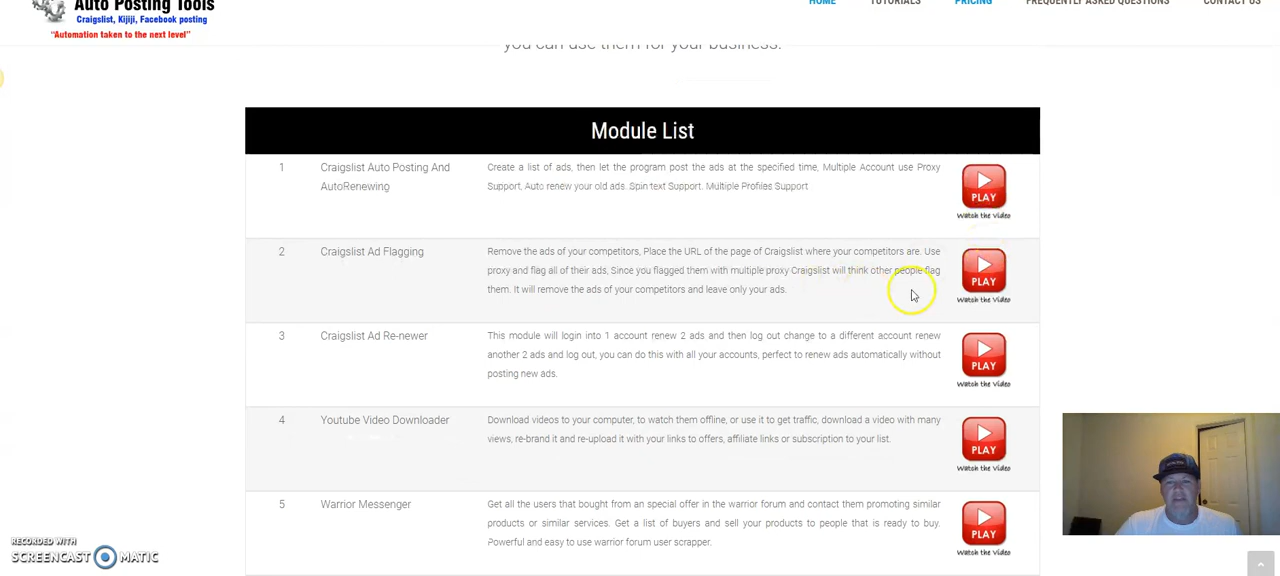 Auto Posting Tools
Craigslist, Kijiji, Facebook posting
"Automation taken to the next level"
HOME TUTORIALS PRICING FREQUENTLY ASKED QUESTIONS CONTACT US
you can use them for your business.
Module List
1 Craigslist Auto Posting And AutoRenewing
Create a list of ads, then let the program post the ads at the specified time, Multiple Account use Proxy
Support, Auto renew your old ads. Spin text Support. Multiple Profiles Support
PLAY
Watch the Video
2 Craigslist Ad Flagging
Remove the ads of your competitors, Place the URL of the page of Craigslist where your competitors are. Use
proxy and flag all of their ads, Since you flagged them with multiple proxy Craigslist will think other people flag
them. It will remove the ads of your competitors and leave only your ads.
PLAY
Watch the Video
3 Craigslist Ad Re-newer
This module will login into 1 account renew 2 ads and then log out change to a different account renew
another 2 ads and log out, you can do this with all your accounts, perfect to renew ads automatically without
posting new ads.
PLAY
Watch the Video
4 Youtube Video Downloader
Download videos to your computer, to watch them offline, or use it to get traffic, download a video with many
views, re-brand it and re-upload it with your links to offers, affiliate links or subscription to your list.
PLAY
Watch the Video
5 Warrior Messenger
Get all the users that bought from an special offer in the warrior forum and contact them promoting similar
products or similar services. Get a list of buyers and sell your products to people that is ready to buy.
Powerful and easy to use warrior forum user scrapper.
PLAY
Watch the Video
RECORDED WITH
SCREENCAST MATIC